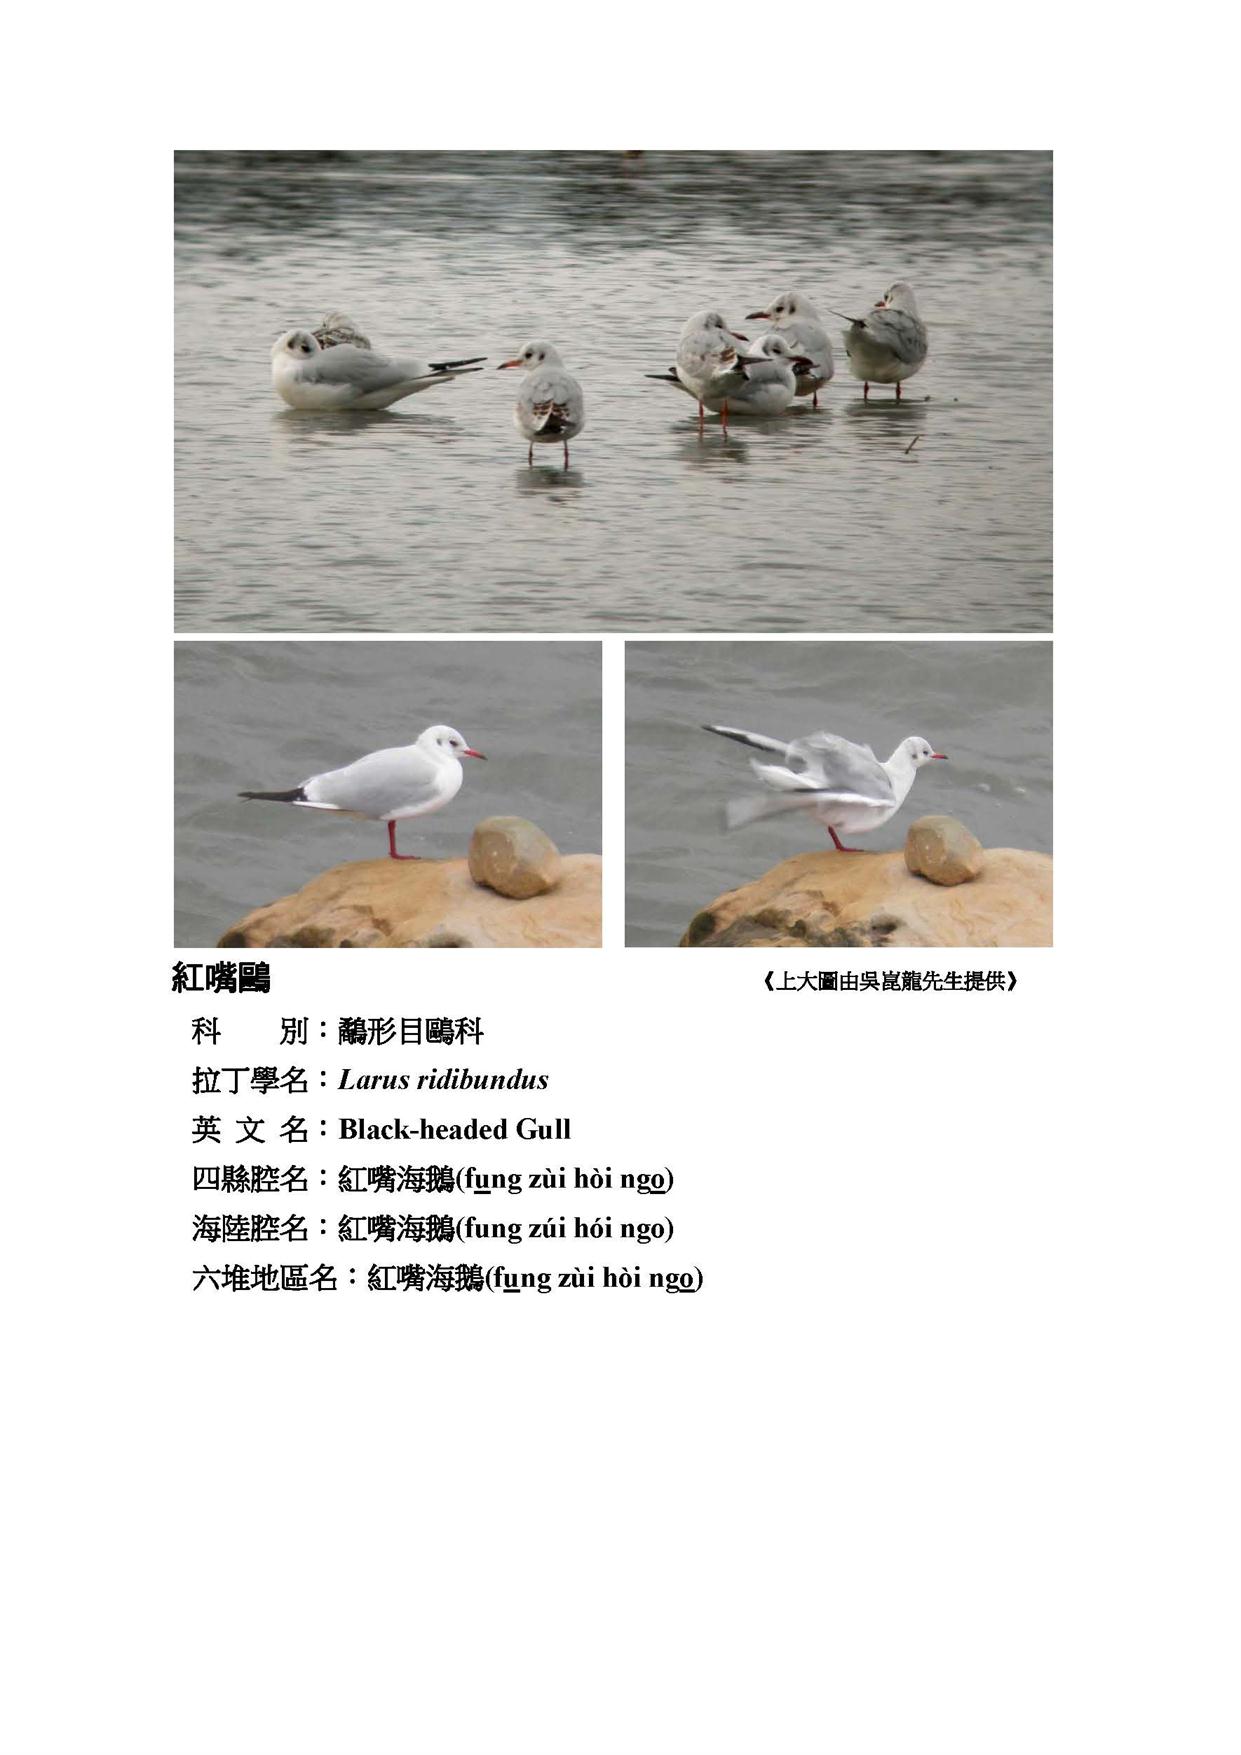 紅嘴鷗 《上大圖由吳崑龍先生提供》
科　　別：鷸形目鷗科
拉丁學名：Larus ridibundus
英 文 名：Black-headed Gull
四縣腔名：紅嘴海鵝(fung zùi hòi ngo)
海陸腔名：紅嘴海鵝(fung zúi hói ngo)
六堆地區名：紅嘴海鵝(fung zùi hòi ngo)